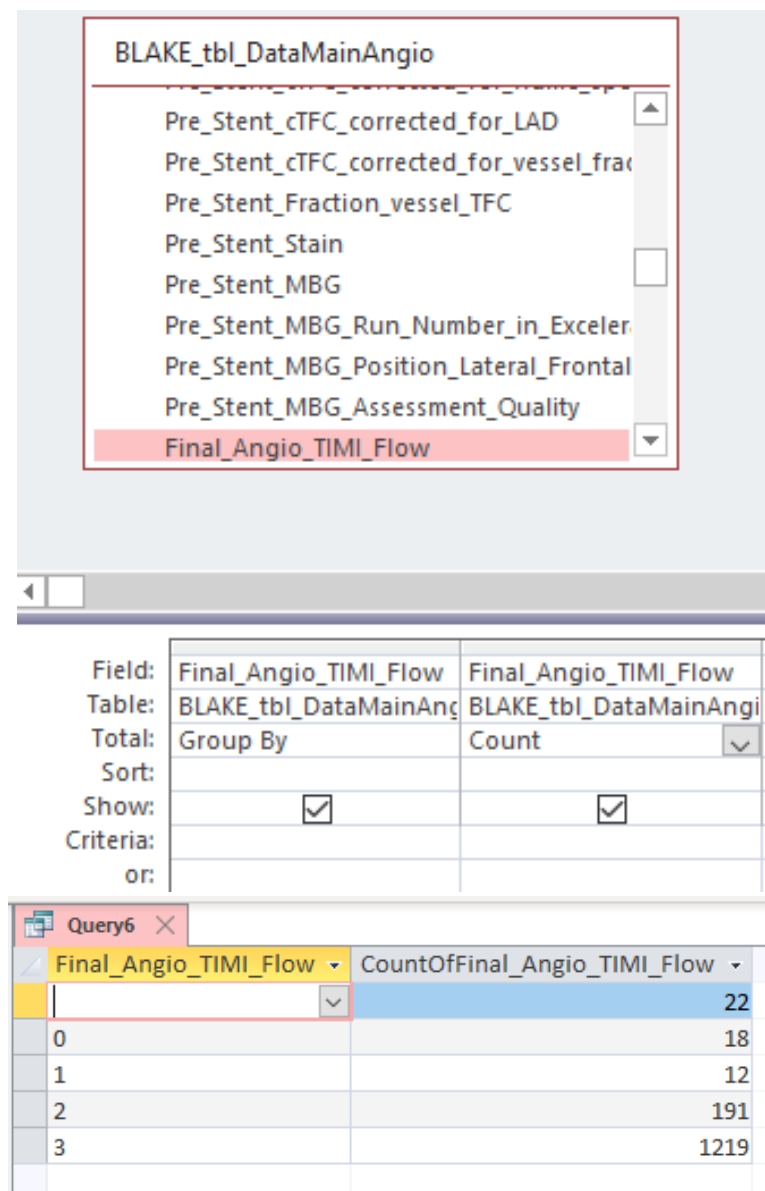 BLAKE_tbl_DataMainAngio
Pre_Stent_cTFC_corrected_for_LAD
Pre_Stent_cTFC_corrected_for_vessel_frac
Pre_Stent_Fraction_vessel_TFC
Pre_Stent_Stain
Pre_Stent_MBG
Pre_Stent_MBG_Run_Number_in_Exceler
Pre_Stent_MBG_Position_Lateral_Frontal
Pre_Stent_MBG_Assessment_Quality
Final_Angio_TIMI_Flow
Field: Final_Angio_TIMI_Flow Final_Angio_TIMI_Flow
Table: BLAKE_tbl_DataMainAng BLAKE_tbl_DataMainAngi
Total: Group By Count
Sort:
Show:
Criteria:
or:
Query6
Final_Angio_TIMI_Flow CountOfFinal_Angio_TIMI_Flow
22
0 18
1 12
2 191
3 1219